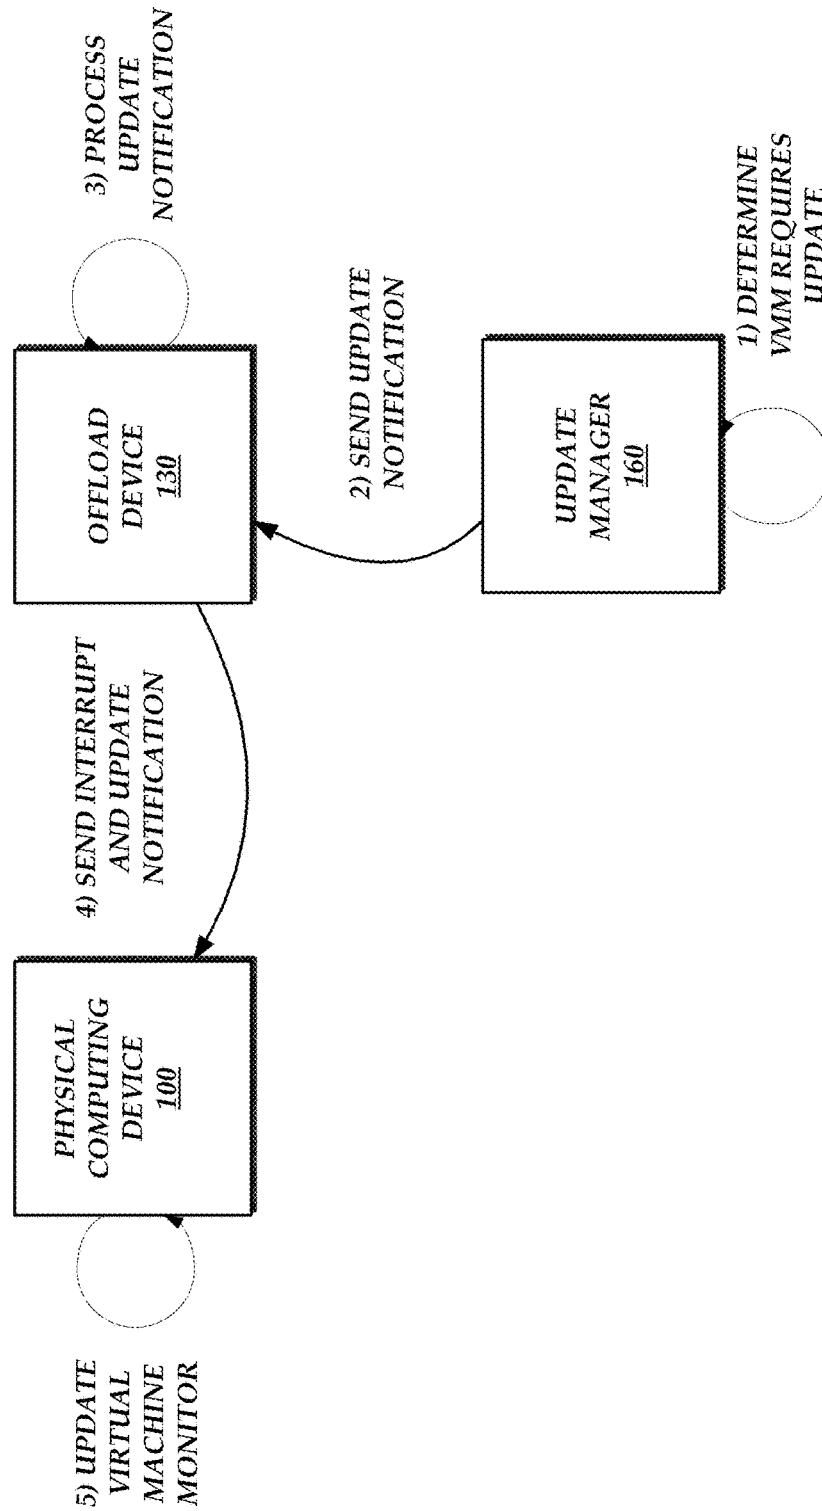 5) UPDATE
VIRTUAL
MACHINE
MONITOR
PHYSICAL
COMPUTING
DEVICE
100
4) SEND INTERRUPT
AND UPDATE
NOTIFICATION
OFFLOAD
DEVICE
130
3) PROCESS
UPDATE
NOTIFICATION
2) SEND UPDATE
NOTIFICATION
UPDATE
MANAGER
160
1) DETERMINE
VMM REQUIRES
UPDATE